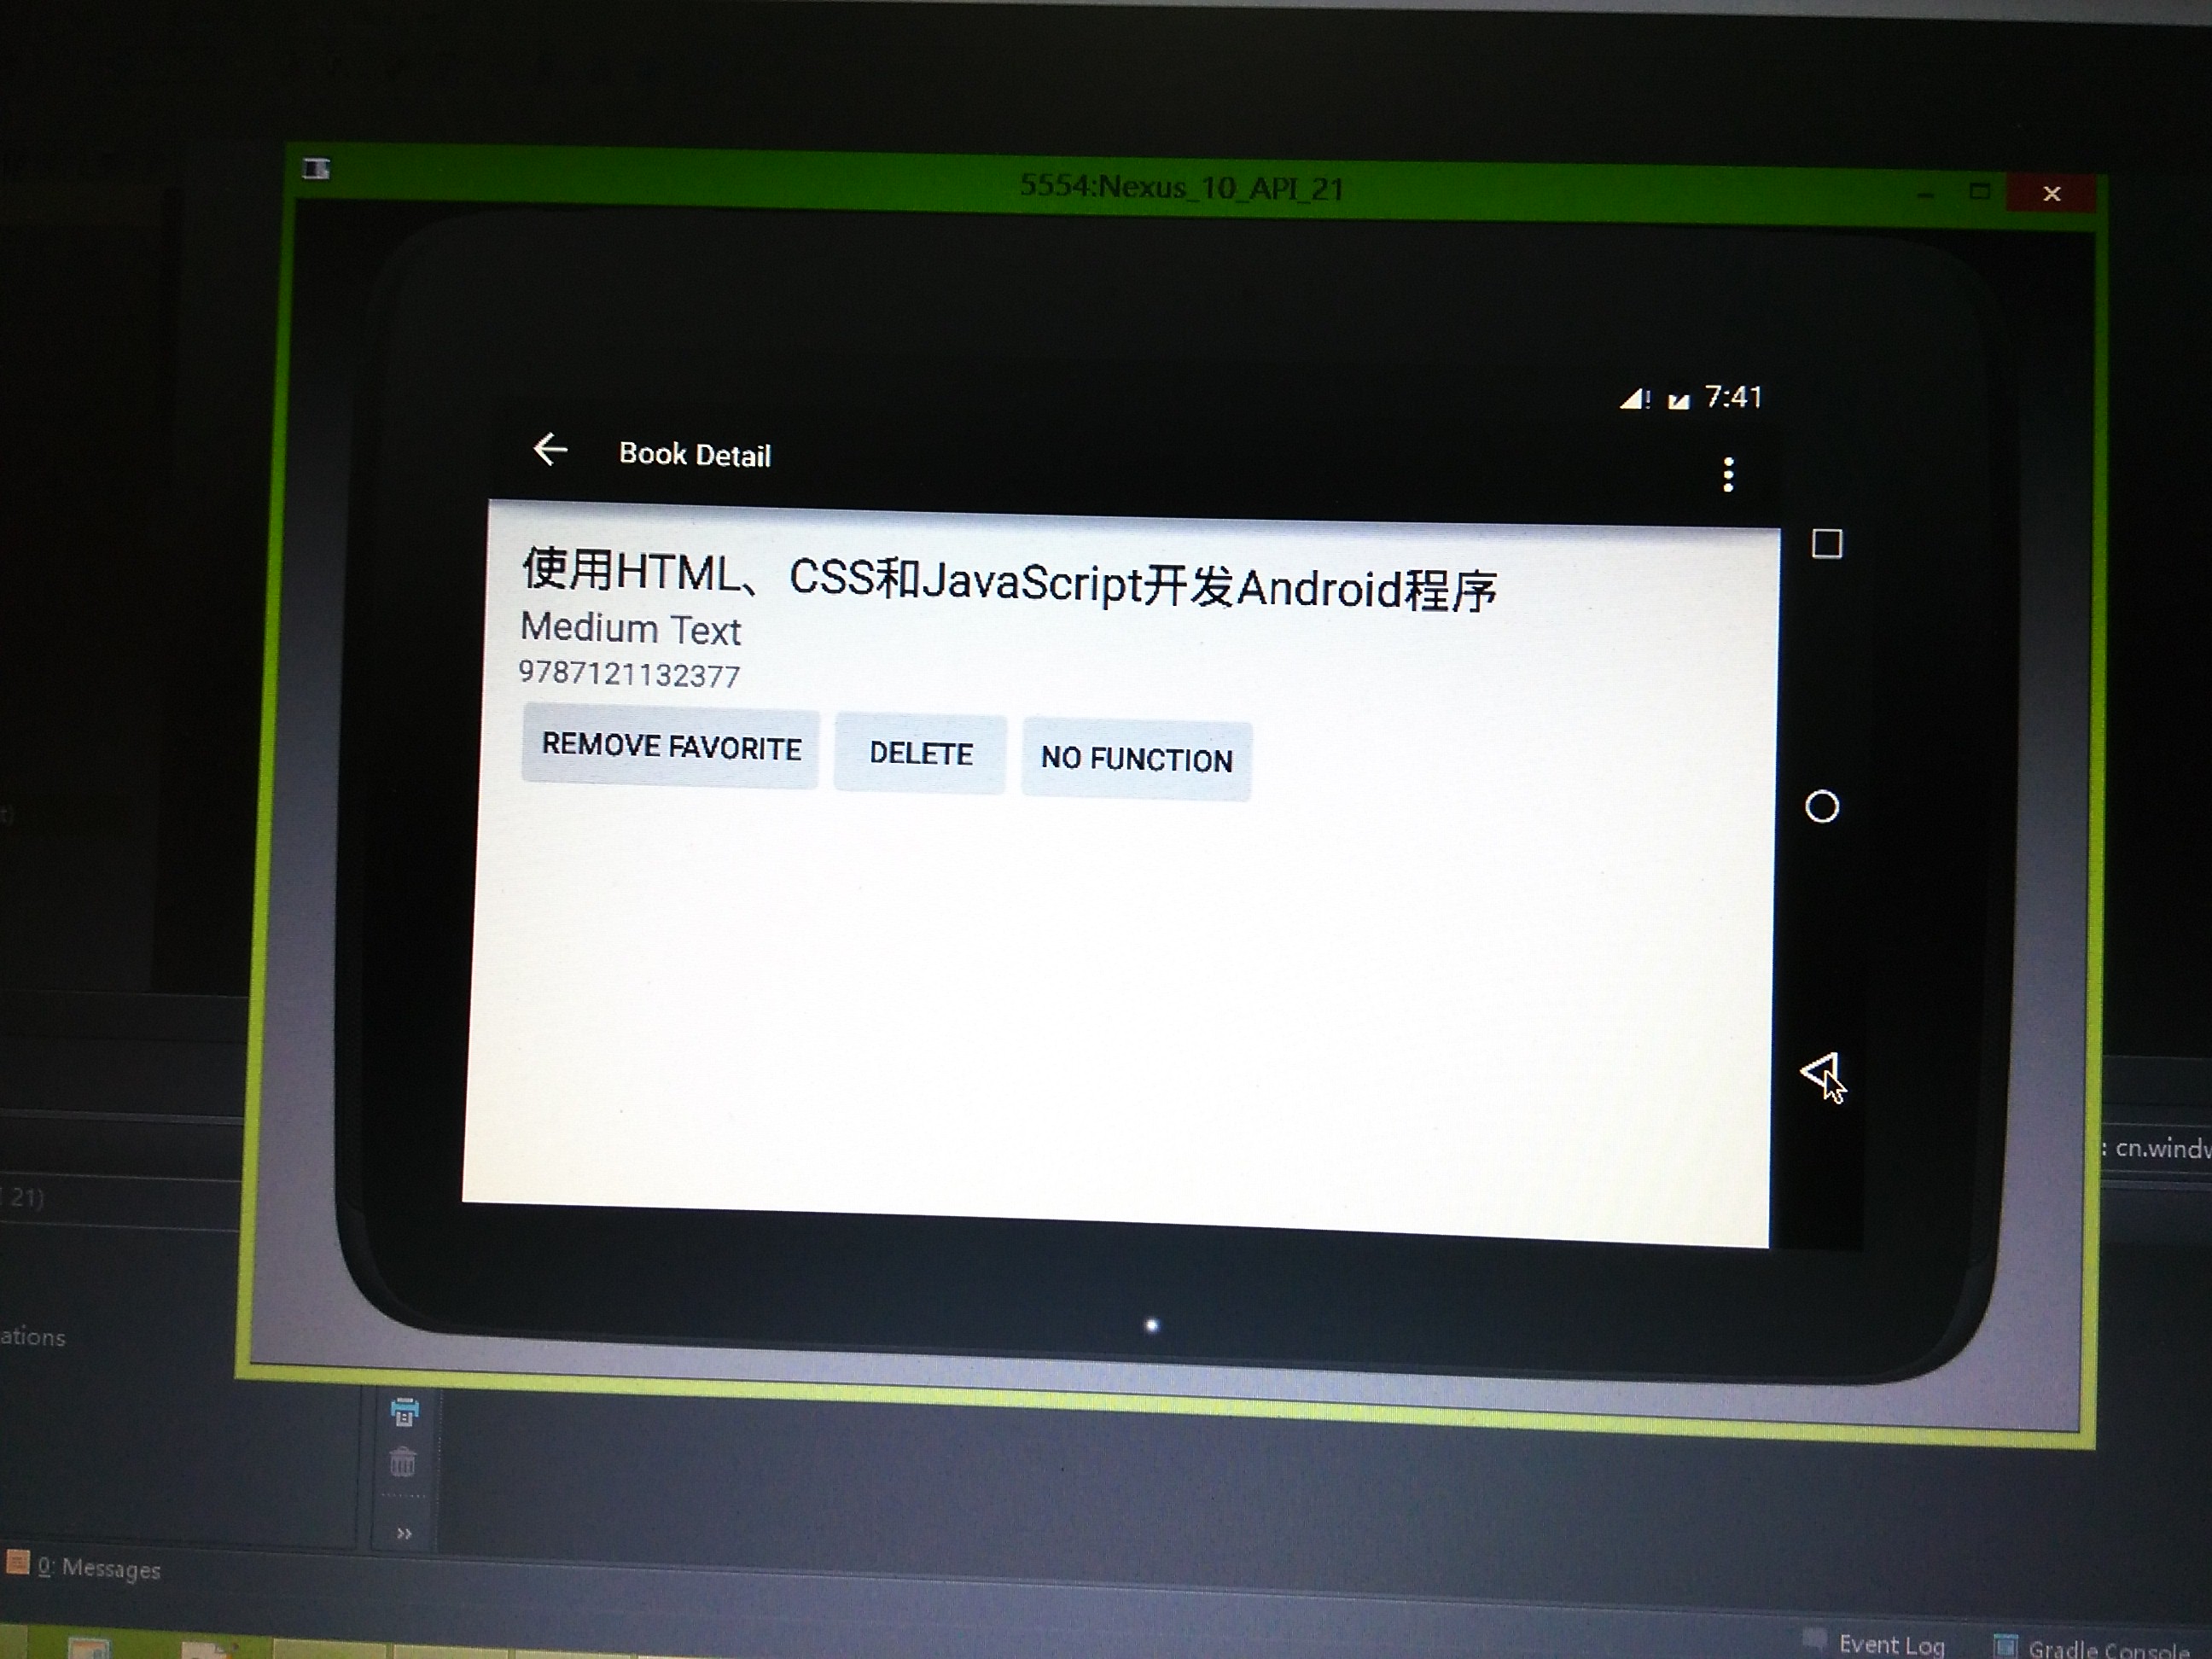 5554:Nexus_10_API_21
7:41
Book Detail
使用HTML、CSS和JavaScript开发Android程序
Medium Text
9787121132377
REMOVE FAVORITE
DELETE
NO FUNCTION
t)
: cn.windw
21)
ations
0: Messages
Event Log
Gradle Console